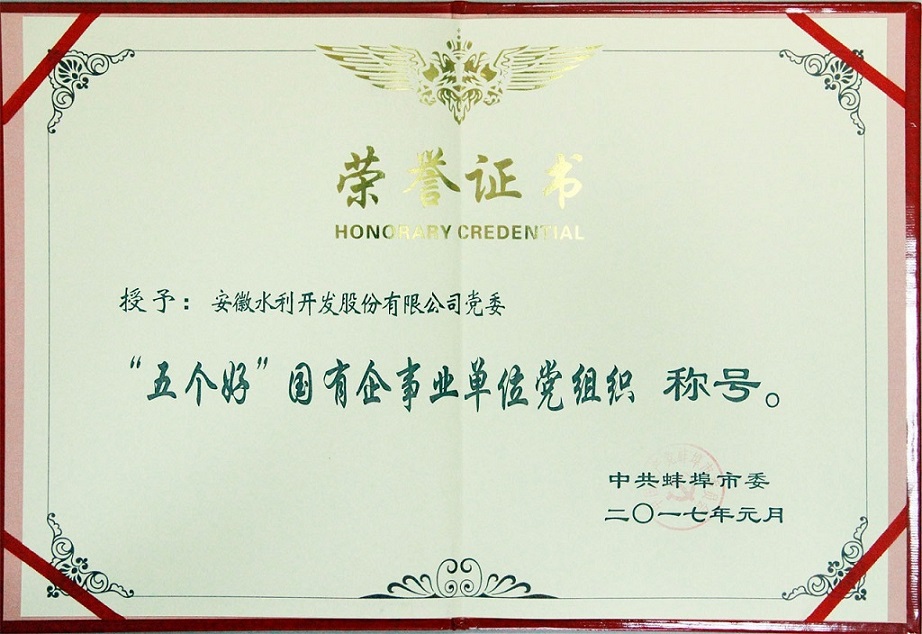 荣誉证书
HONORARY CREDENTIAL
授予：安徽水利开发股份有限公司党委
“五个好”国有企事业单位党组织 称号。
中共蚌埠市委
二〇一七年元月